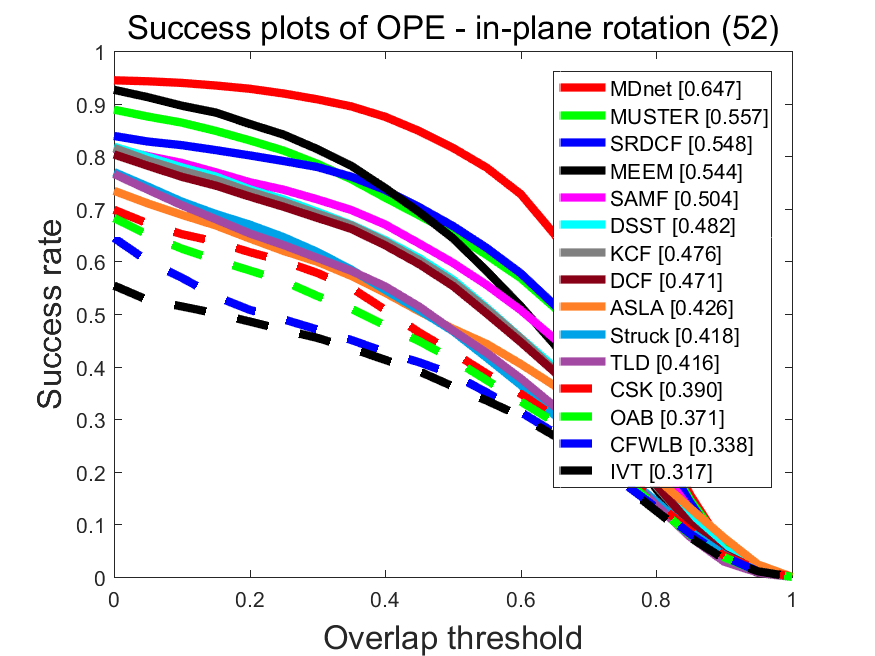 Success plots of OPE - in-plane rotation (52)
1
0.9
0.8
0.7
0.6
0.5
0.4
0.3
0.2
0.1
0
Success rate
MDnet [0.647]
MUSTER [0.557]
SRDCF [0.548]
MEEM [0.544]
SAMF [0.504]
DSST [0.482]
KCF [0.476]
DCF [0.471]
ASLA [0.426]
Struck [0.418]
TLD [0.416]
CSK [0.390]
OAB [0.371]
CFWLB [0.338]
IVT [0.317]
0 0.2 0.4 0.6 0.8 1
Overlap threshold